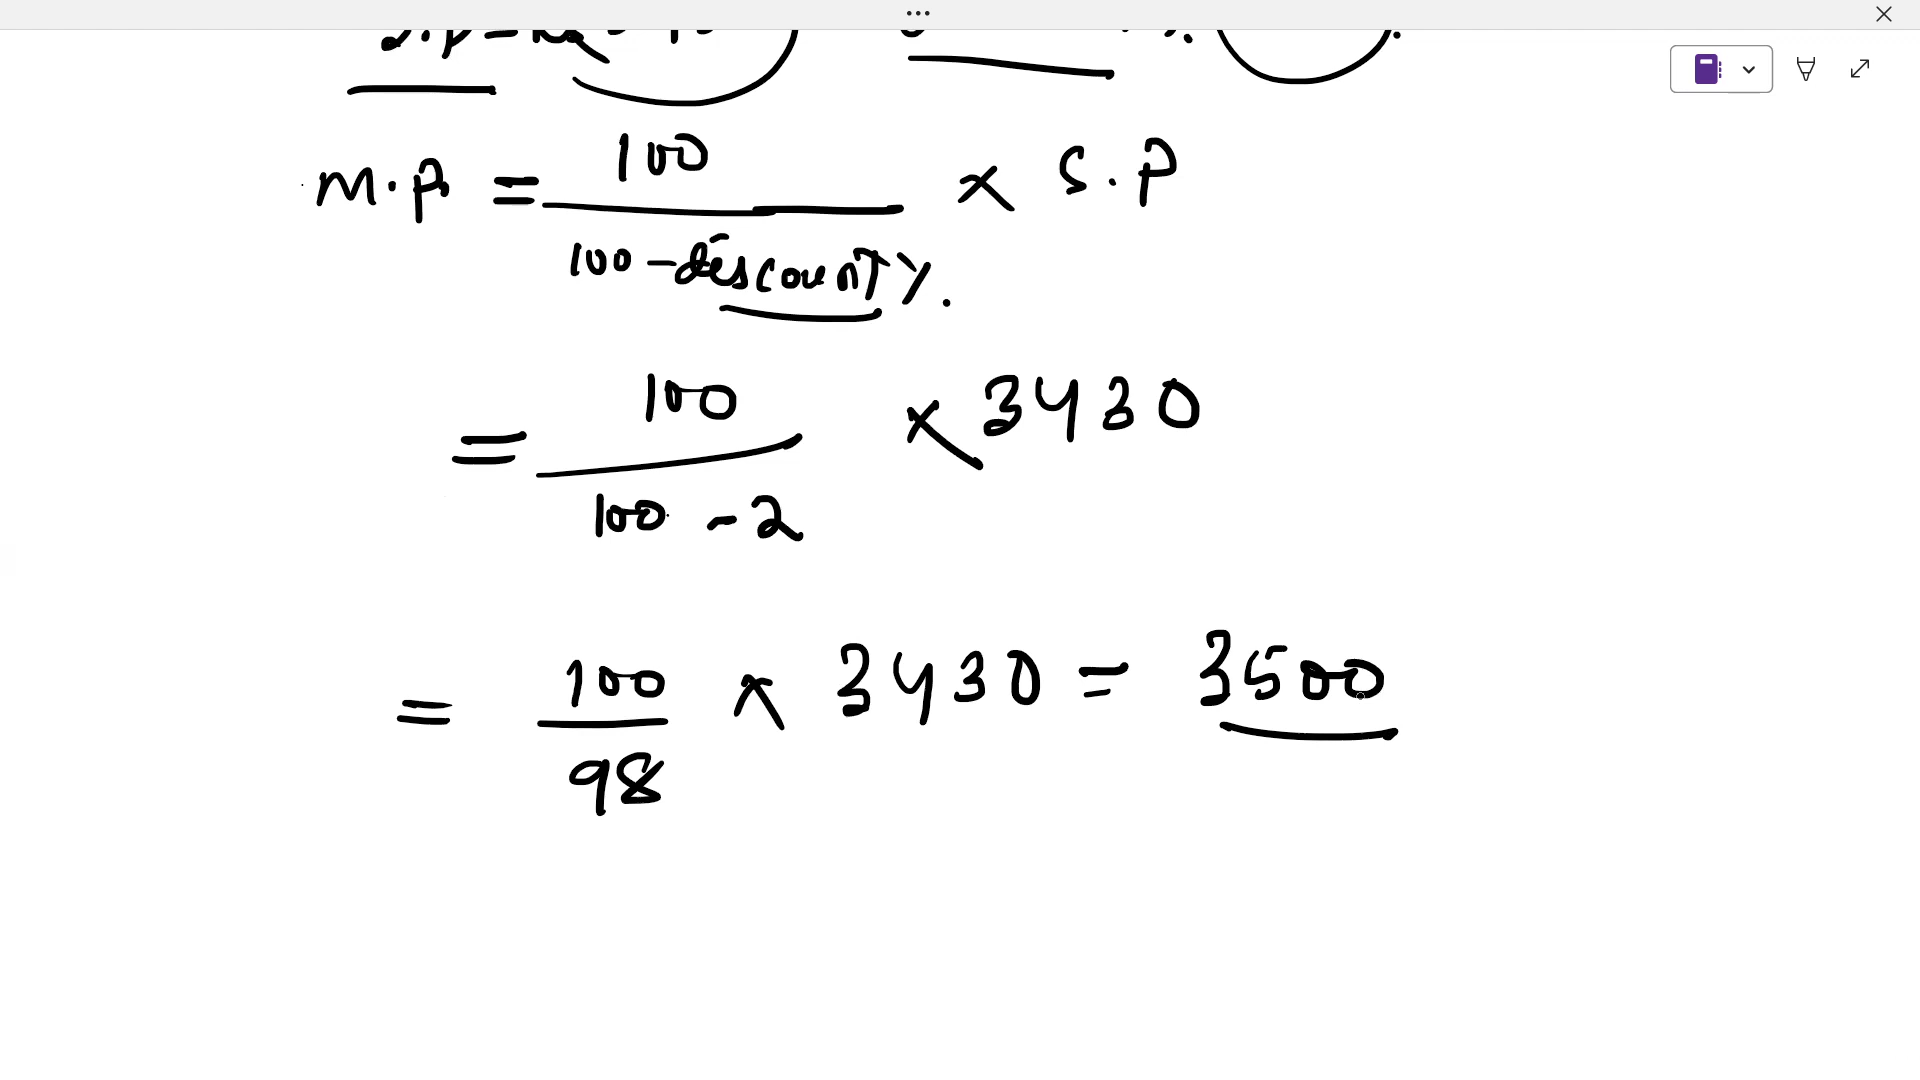 M.P = 100 / 100 - discount % . × S.P
= 100 / 100 - 2 × 3430
= 100 / 98 × 3430 = 3500